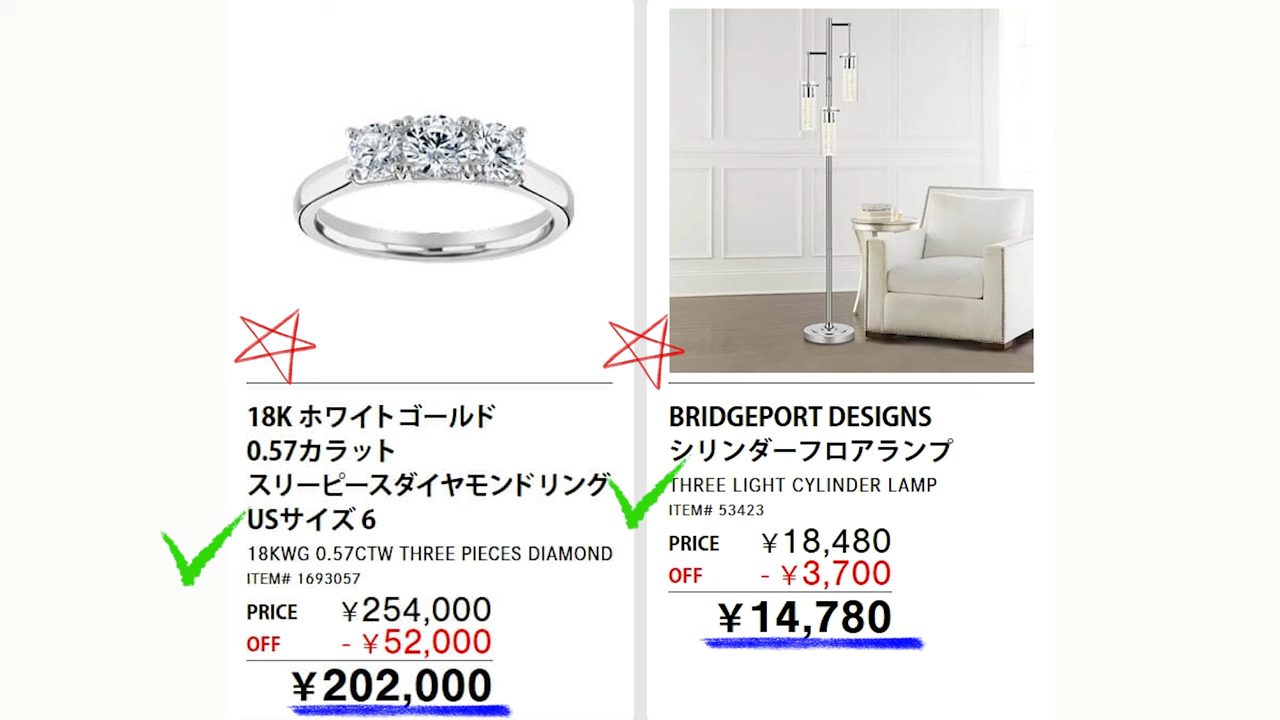 18K ホワイトゴールド
0.57カラット
スリーピースダイヤモンドリング
USサイズ 6
18KWG 0.57CTW THREE PIECES DIAMOND
ITEM# 1693057
PRICE ¥254,000
OFF - ¥52,000
¥202,000
BRIDGEPORT DESIGNS
シリンダーフロアランプ
THREE LIGHT CYLINDER LAMP
ITEM# 53423
PRICE ¥18,480
OFF - ¥3,700
¥14,780